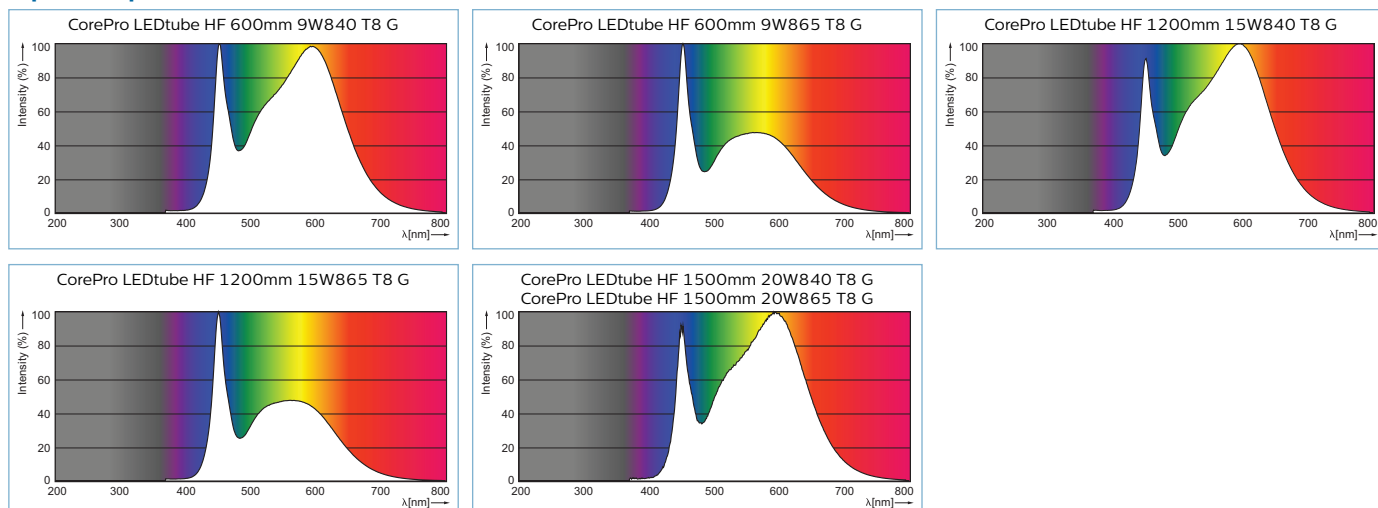 CorePro LEDtube HF 600mm 9W840 T8 G
Intensity (%)
100
80
60
40
20
0
200 300 400 500 600 700 800
λ[nm]
CorePro LEDtube HF 600mm 9W865 T8 G
Intensity (%)
100
80
60
40
20
0
200 300 400 500 600 700 800
λ[nm]
CorePro LEDtube HF 1200mm 15W840 T8 G
Intensity (%)
100
80
60
40
20
0
200 300 400 500 600 700 800
λ[nm]
CorePro LEDtube HF 1200mm 15W865 T8 G
Intensity (%)
100
80
60
40
20
0
200 300 400 500 600 700 800
λ[nm]
CorePro LEDtube HF 1500mm 20W840 T8 G
CorePro LEDtube HF 1500mm 20W865 T8 G
Intensity (%)
100
80
60
40
20
0
200 300 400 500 600 700 800
λ[nm]